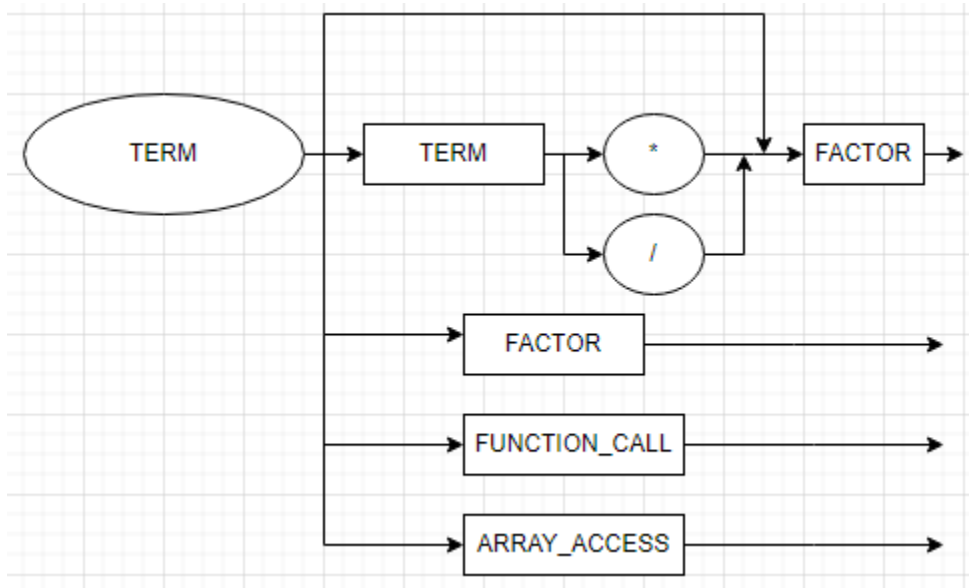 TERM
TERM
*
FACTOR
/
FACTOR
FUNCTION_CALL
ARRAY_ACCESS